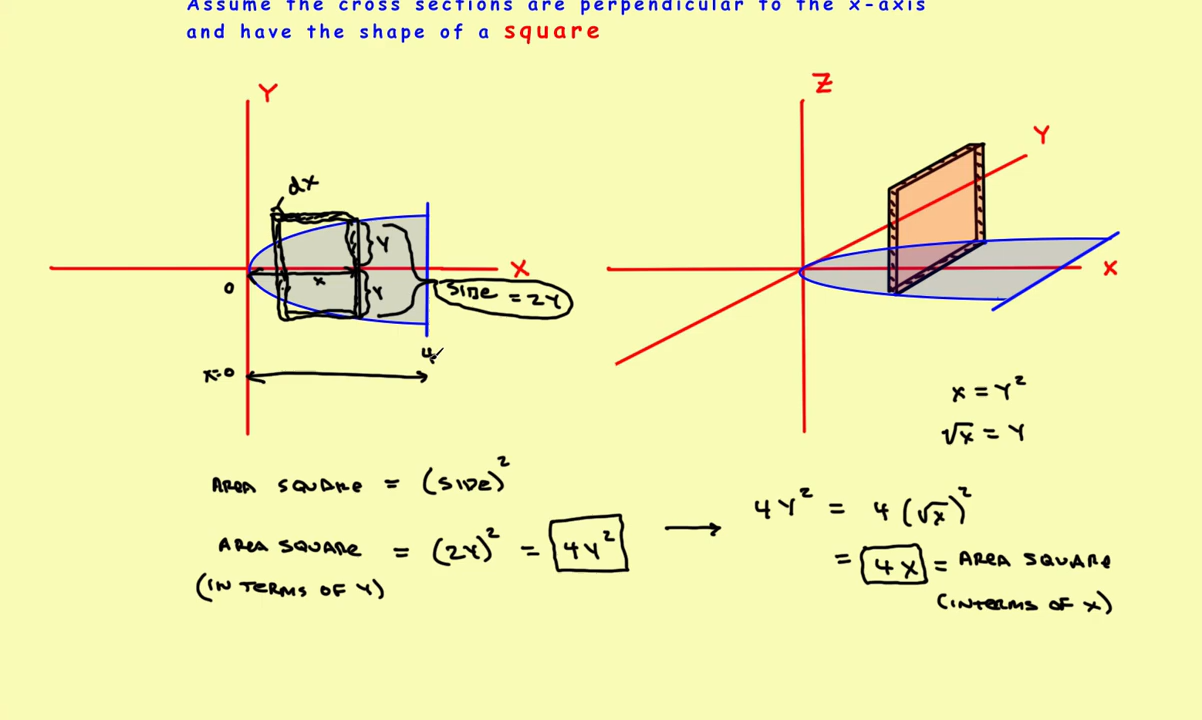 Assume the cross sections are perpendicular to the x-axis
and have the shape of a square
Y
dx
Y
X
0
x
Y
SIDE = 2Y
4
x=0
Z
Y
X
x = Y²
√x = Y
AREA SQUARE = (SIDE)²
AREA SQUARE = (2Y)² = 4Y²
(IN TERMS OF Y)
4Y² = 4(√x)²
= 4x = AREA SQUARE
(IN TERMS OF x)